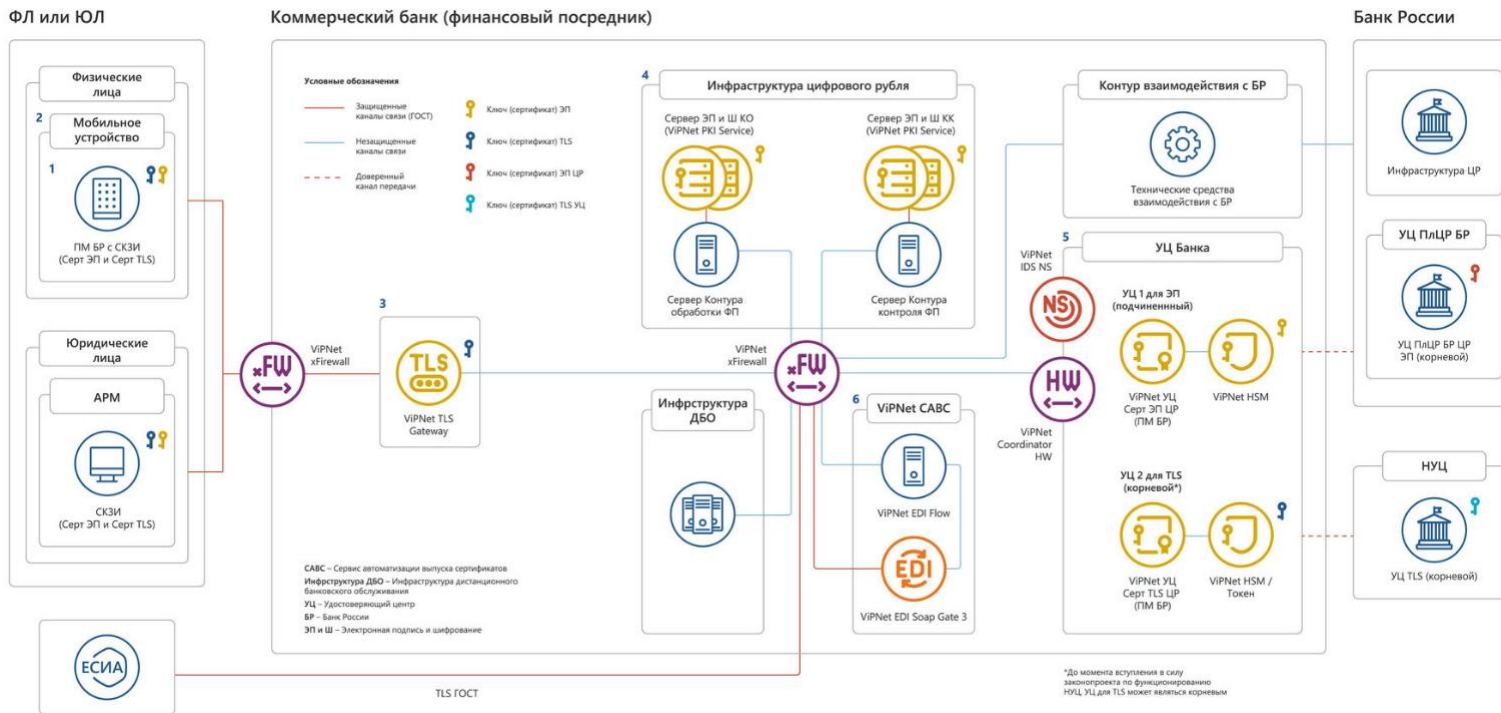 ФЛ или ЮЛ
Физические
лица
2
Мобильное
устройство
1
ПМ БР с СКЗИ
(Серт ЭП и Серт TLS)
Юридические
лица
АРМ
СКЗИ
(Серт ЭП и Серт TLS)
ЕСИА
TLS ГОСТ
Коммерческий банк (финансовый посредник)
Условные обозначения
Защищенные
каналы связи (ГОСТ)
Незащищенные
каналы связи
Доверенный
канал передачи
Ключ (сертификат) ЭП
Ключ (сертификат) TLS
Ключ (сертификат) ЭП ЦР
Ключ (сертификат) TLS УЦ
xFW
ViPNet
xFirewall
3
TLS
ViPNet TLS
Gateway
4
Инфраструктура цифрового рубля
Сервер ЭП и Ш КО
(ViPNet PKI Service)
Сервер ЭП и Ш КК
(ViPNet PKI Service)
Сервер Контура
обработки ФП
Сервер Контура
контроля ФП
ViPNet
xFirewall
xFW
Инфрструктура
ДБО
6
ViPNet САВС
ViPNet EDI Flow
EDI
ViPNet EDI Soap Gate 3
Контур взаимодействия с БР
Технические средства
взаимодействия с БР
ViPNet
IDS NS
NS
HW
ViPNet
Coordinator
HW
5
УЦ Банка
УЦ 1 для ЭП
(подчиненный)
ViPNet УЦ
Серт ЭП ЦР
(ПМ БР)
ViPNet HSM
УЦ 2 для TLS
(корневой*)
ViPNet УЦ
Серт TLS ЦР
(ПМ БР)
ViPNet HSM /
Токен
САВС – Сервис автоматизации выпуска сертификатов
Инфрструктура ДБО – Инфраструктура дистанционного
банковского обслуживания
УЦ – Удостоверяющий центр
БР – Банк России
ЭП и Ш – Электронная подпись и шифрование
*До момента вступления в силу
законопроекта по функционированию
НУЦ, УЦ для TLS может являться корневым
Банк России
Инфраструктура ЦР
УЦ ПлЦР БР
УЦ ПлЦР БР ЦР
ЭП (корневой)
НУЦ
УЦ TLS (корневой)